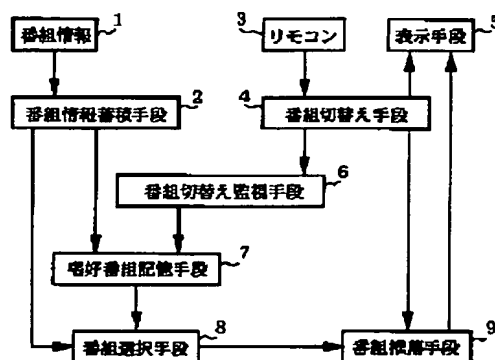 番組情報
1
リモコン
3
表示手段
5
番組情報蓄積手段
2
番組切替え手段
4
番組切替え監視手段
6
嗜好番組記憶手段
7
番組選択手段
8
番組推薦手段
9